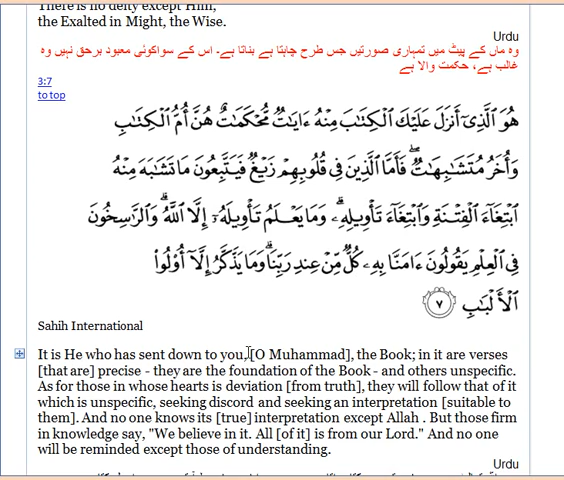 There is no deity except Him,
the Exalted in Might, the Wise.
Urdu
وه ماں کے پیٹ میں تمہاری صورتیں جس طرح چاہتا ہے بناتا ہے۔ اس کے سواکوئی معبود برحق نہیں وه
غالب ہے، حکمت والا ہے
3:7
to top
هُوَ ٱلَّذِىٓ أَنزَلَ عَلَيْكَ ٱلْكِتَـٰبَ مِنْهُ ءَايَـٰتٌ مُّحْكَمَـٰتٌ هُنَّ أُمُّ ٱلْكِتَـٰبِ
وَأُخَرُ مُتَشَـٰبِهَـٰتٌ ۖ فَأَمَّا ٱلَّذِينَ فِى قُلُوبِهِمْ زَيْغٌ فَيَتَّبِعُونَ مَا تَشَـٰبَهَ مِنْهُ
ٱبْتِغَآءَ ٱلْفِتْنَةِ وَٱبْتِغَآءَ تَأْوِيلِهِۦ ۗ وَمَا يَعْلَمُ تَأْوِيلَهُۥٓ إِلَّا ٱللَّهُ ۗ وَٱلرَّٰسِخُونَ
فِى ٱلْعِلْمِ يَقُولُونَ ءَامَنَّا بِهِۦ كُلٌّ مِّنْ عِندِ رَبِّنَا ۗ وَمَا يَذَّكَّرُ إِلَّآ أُو۟لُوا۟
ٱلْأَلْبَـٰبِ ٧
Sahih International
It is He who has sent down to you, [O Muhammad], the Book; in it are verses
[that are] precise - they are the foundation of the Book - and others unspecific.
As for those in whose hearts is deviation [from truth], they will follow that of it
which is unspecific, seeking discord and seeking an interpretation [suitable to
them]. And no one knows its [true] interpretation except Allah . But those firm
in knowledge say, "We believe in it. All [of it] is from our Lord." And no one
will be reminded except those of understanding.
Urdu